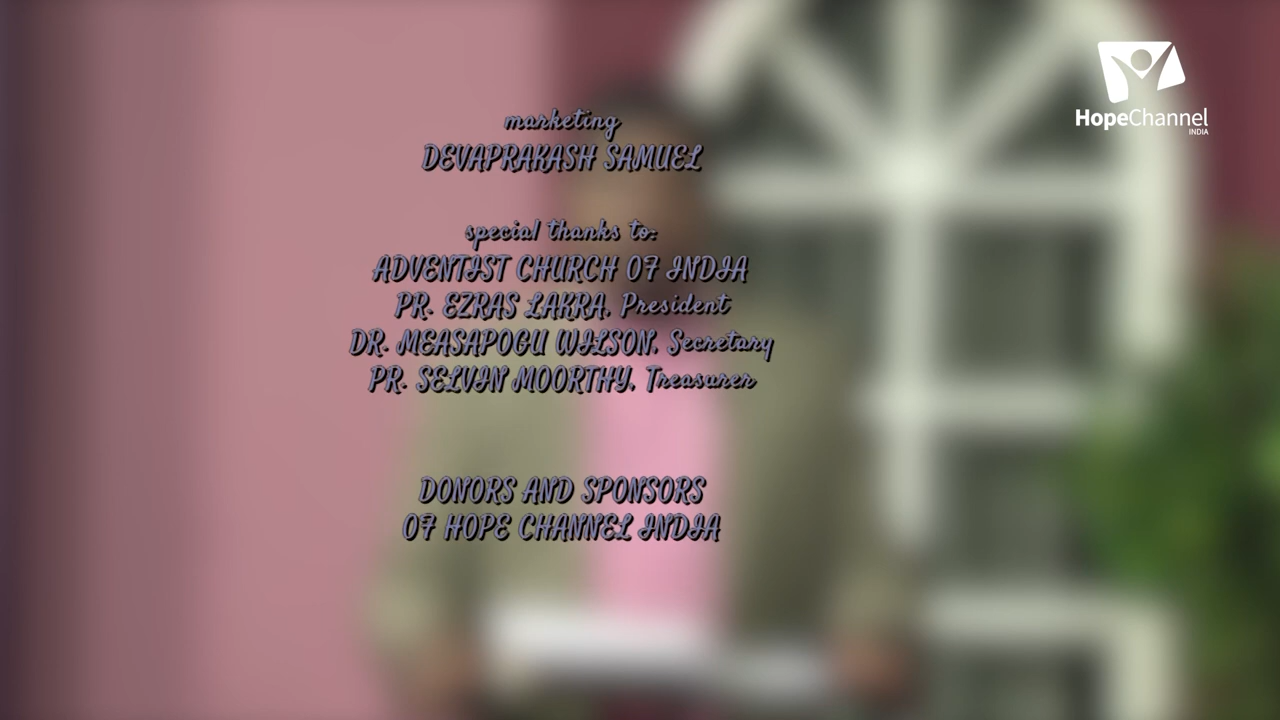 HopeChannel
INDIA
marketing
DEVAPRAKASH SAMUEL
special thanks to:
ADVENTIST CHURCH OF INDIA
PR. EZRAS LAKRA, President
DR. MEASAPOGU WILSON, Secretary
PR. SELVIN MOORTHY, Treasurer
DONORS AND SPONSORS
OF HOPE CHANNEL INDIA